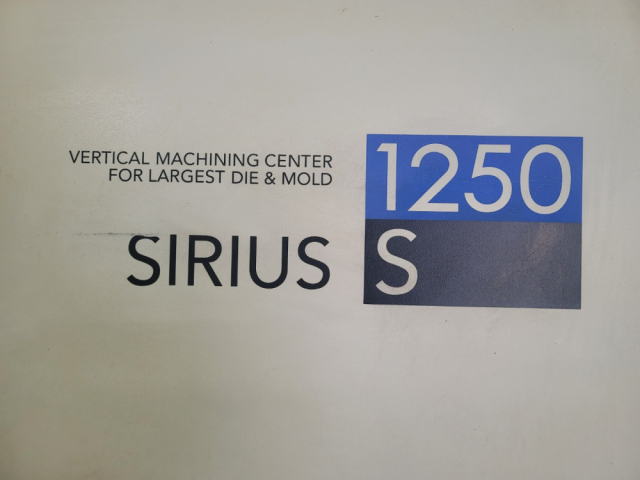 VERTICAL MACHINING CENTER
FOR LARGEST DIE & MOLD
SIRIUS
1250
S